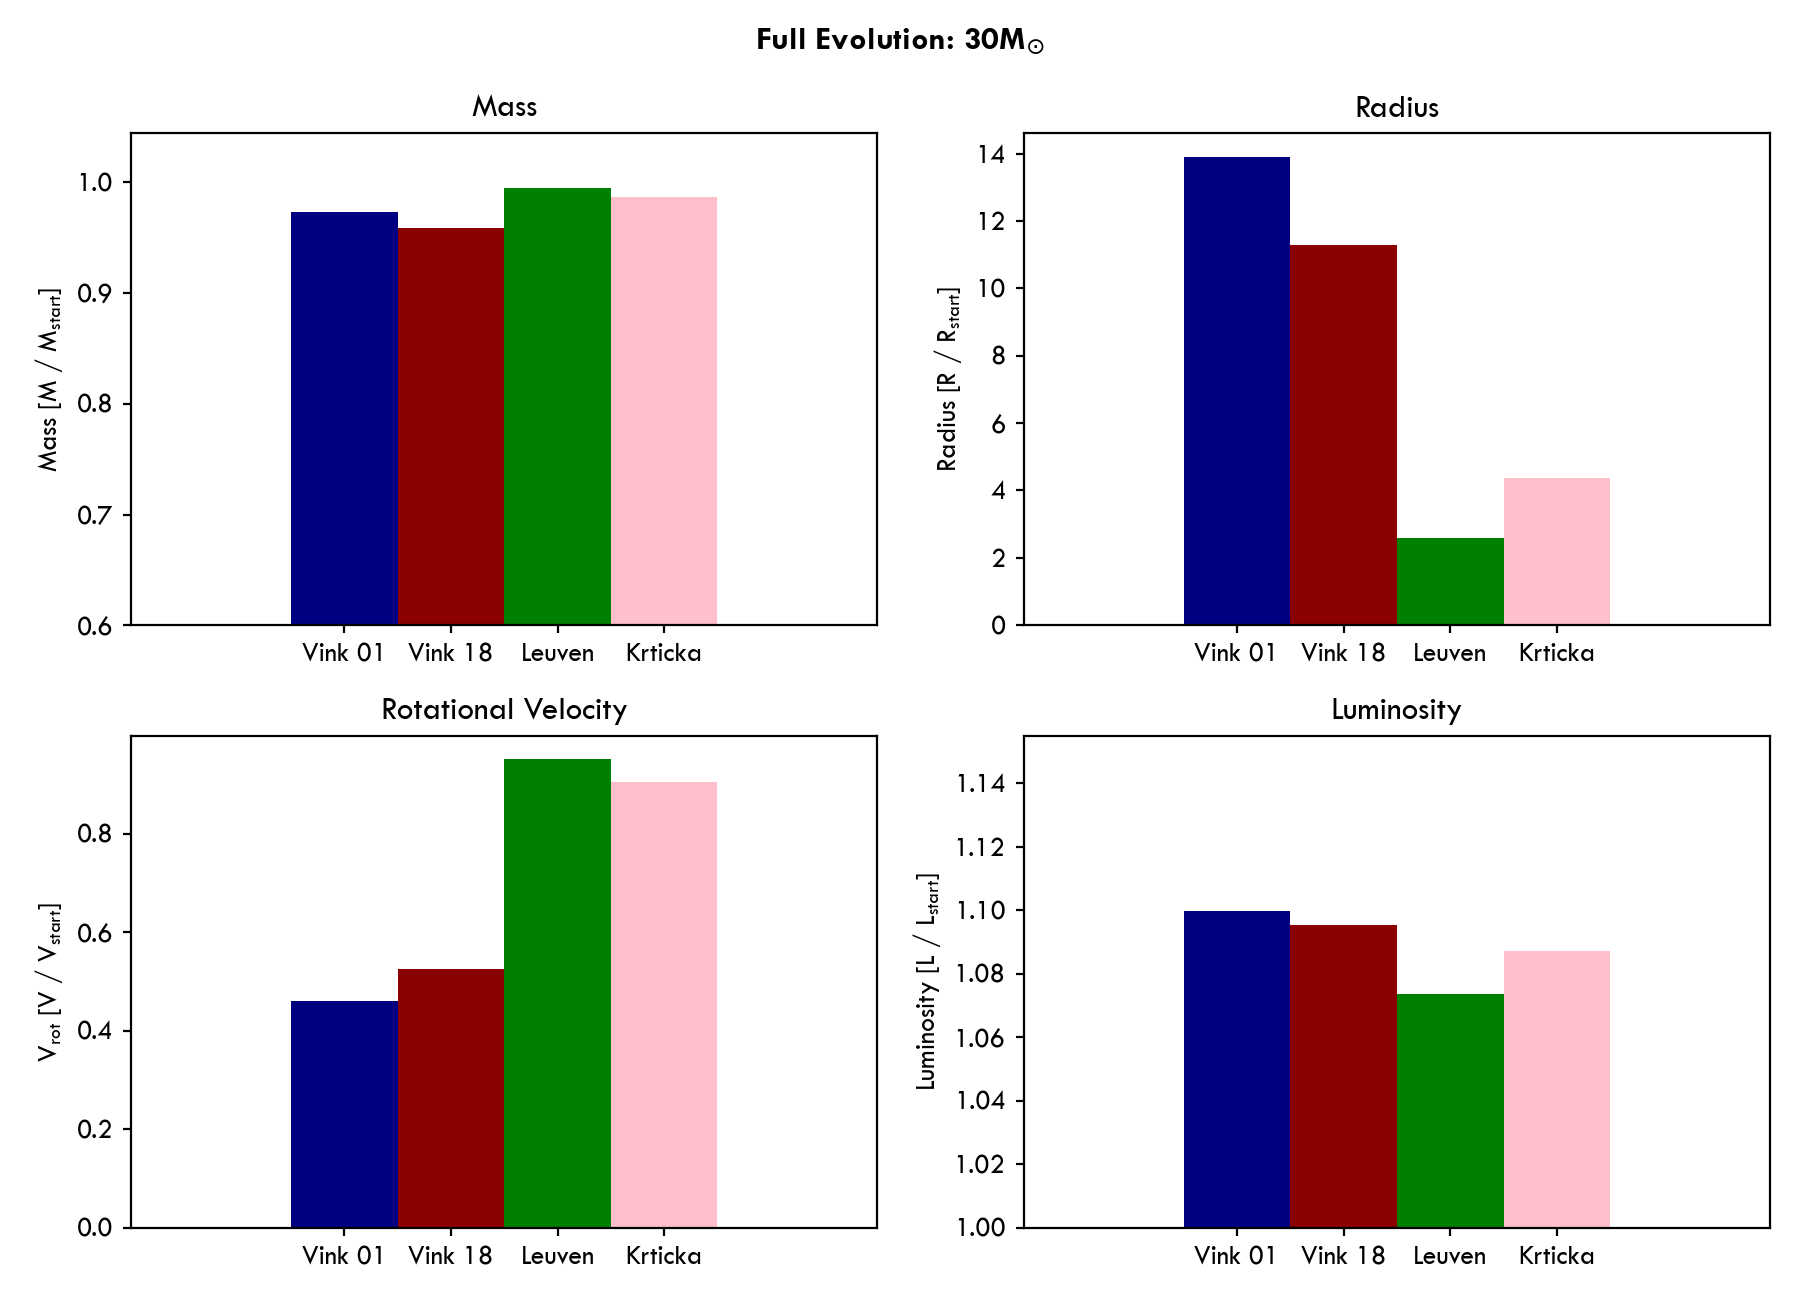 Full Evolution: 30M☉
Mass
Mass [M / Mstart]
1.0
0.9
0.8
0.7
0.6
Vink 01 Vink 18 Leuven Krticka
Radius
Radius [R / Rstart]
14
12
10
8
6
4
2
0
Vink 01 Vink 18 Leuven Krticka
Rotational Velocity
Vrot [V / Vstart]
0.8
0.6
0.4
0.2
0.0
Vink 01 Vink 18 Leuven Krticka
Luminosity
Luminosity [L / Lstart]
1.14
1.12
1.10
1.08
1.06
1.04
1.02
1.00
Vink 01 Vink 18 Leuven Krticka